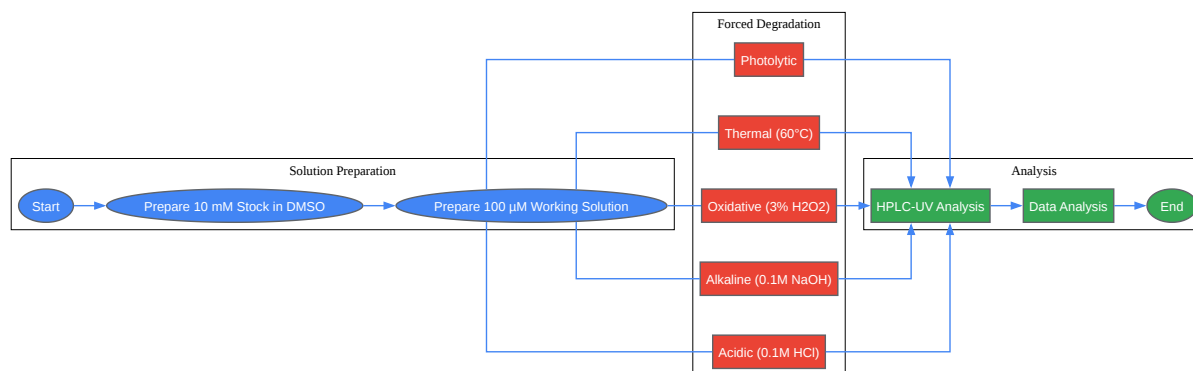 Forced Degradation
Photolytic
Thermal (60°C)
Solution Preparation
Analysis
Start
Prepare 10 mM Stock in DMSO
Prepare 100 µM Working Solution
Oxidative (3% H2O2)
HPLC-UV Analysis
Data Analysis
End
Alkaline (0.1M NaOH)
Acidic (0.1M HCl)